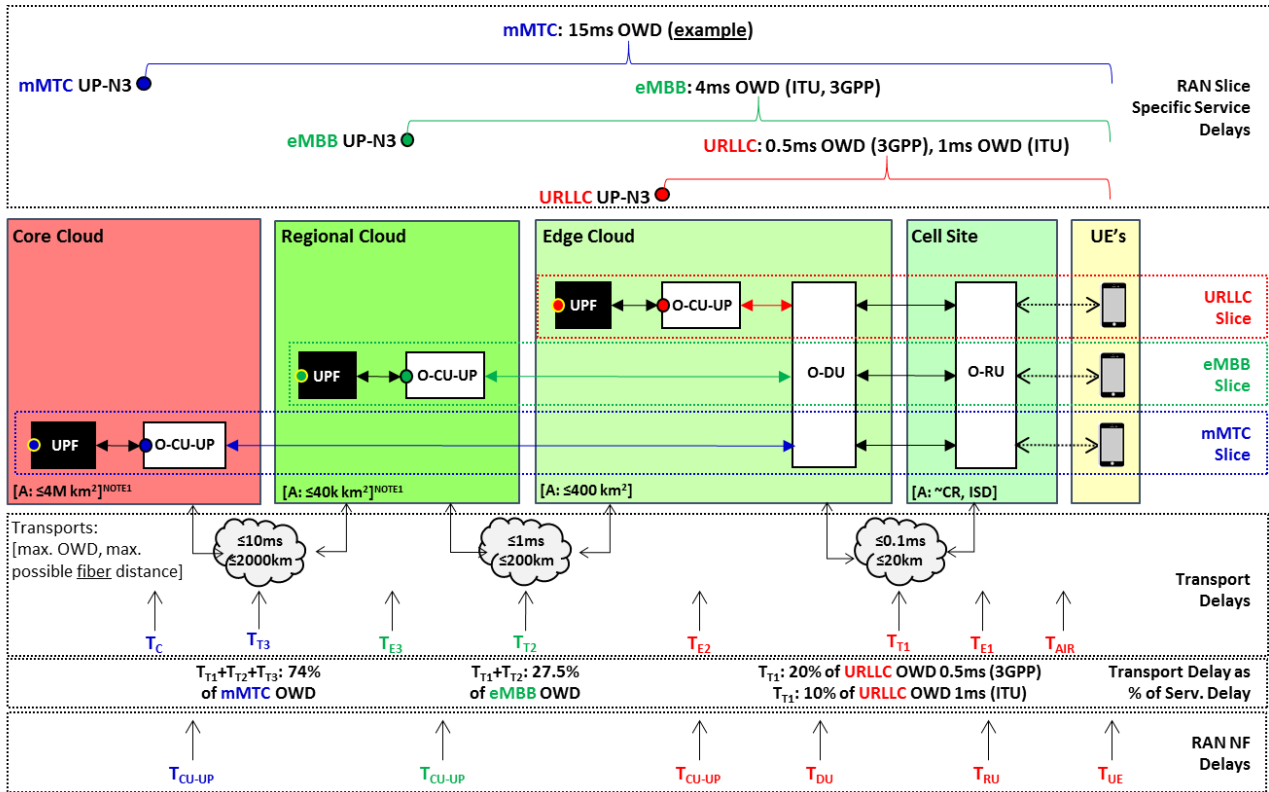 mMTC: 15ms OWD (example)
mMTC UP-N3
eMBB: 4ms OWD (ITU, 3GPP)
RAN Slice
Specific Service
Delays
eMBB UP-N3
URLLC: 0.5ms OWD (3GPP), 1ms OWD (ITU)
URLLC UP-N3
Core Cloud
Regional Cloud
Edge Cloud
Cell Site
UE's
UPF
O-CU-UP
URLLC
Slice
UPF
O-CU-UP
O-DU
O-RU
eMBB
Slice
UPF
O-CU-UP
mMTC
Slice
[A: ≤4M km²]NOTE1
[A: ≤40k km²]NOTE1
[A: ≤400 km²]
[A: ~CR, ISD]
Transports:
[max. OWD, max.
possible fiber distance]
≤10ms
≤2000km
≤1ms
≤200km
≤0.1ms
≤20km
Transport
Delays
TC
TT3
TE3
TT2
TE2
TT1
TE1
TAIR
TT1+TT2+TT3: 74%
of mMTC OWD
TT1+TT2: 27.5%
of eMBB OWD
TT1: 20% of URLLC OWD 0.5ms (3GPP)
TT1: 10% of URLLC OWD 1ms (ITU)
Transport Delay as
% of Serv. Delay
RAN NF
Delays
TCU-UP
TCU-UP
TCU-UP
TDU
TRU
TUE